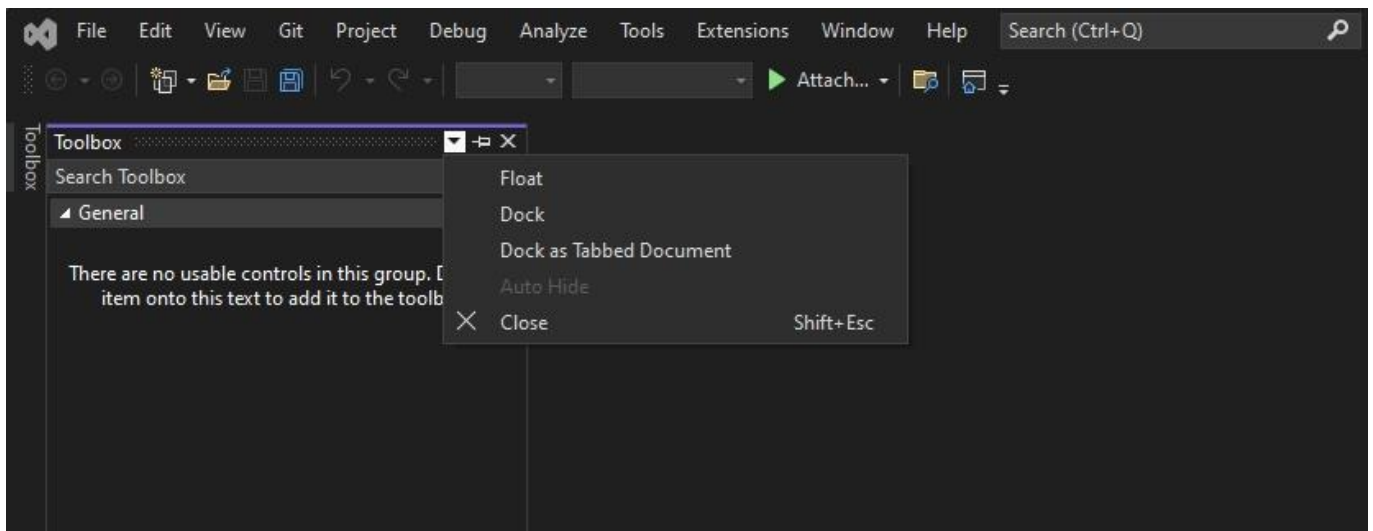 File Edit View Git Project Debug Analyze Tools Extensions Window Help Search (Ctrl+Q)
Attach...
Toolbox
Toolbox
Search Toolbox
General
There are no usable controls in this group.
item onto this text to add it to the
Float
Dock
Dock as Tabbed Document
Auto Hide
Close Shift+Esc